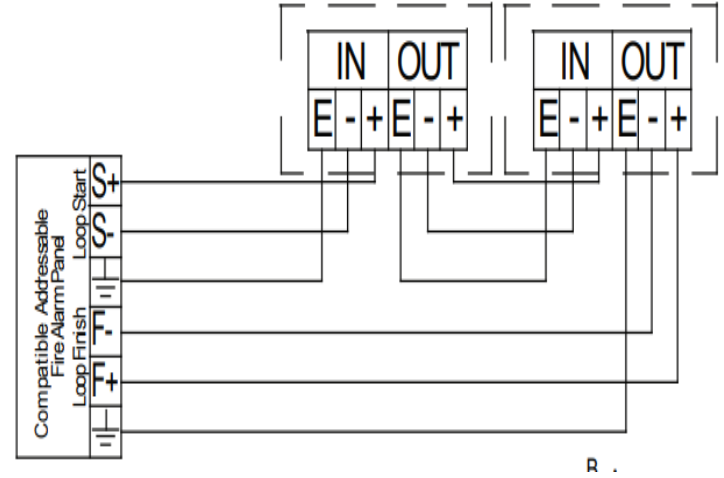 IN OUT IN OUT
E - + E - + E - + E - +
Compatible Addressable
Fire Alarm Panel
Loop Start
Loop Finish
S+
S-
F-
F+